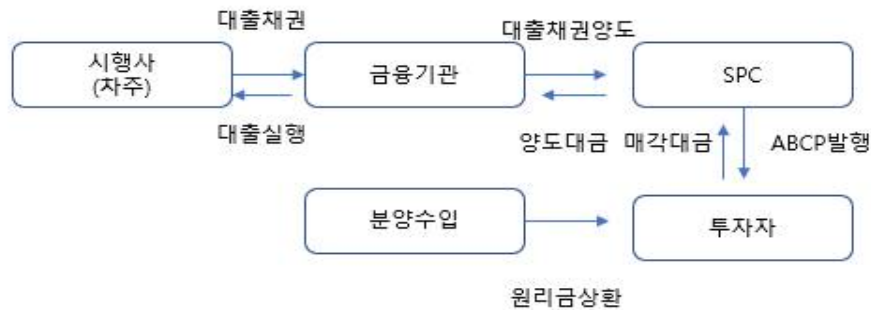 대출채권
대출채권양도
시행사
(차주)
금융기관
SPC
대출실행
양도대금 매각대금
ABCP발행
분양수입
투자자
원리금상환